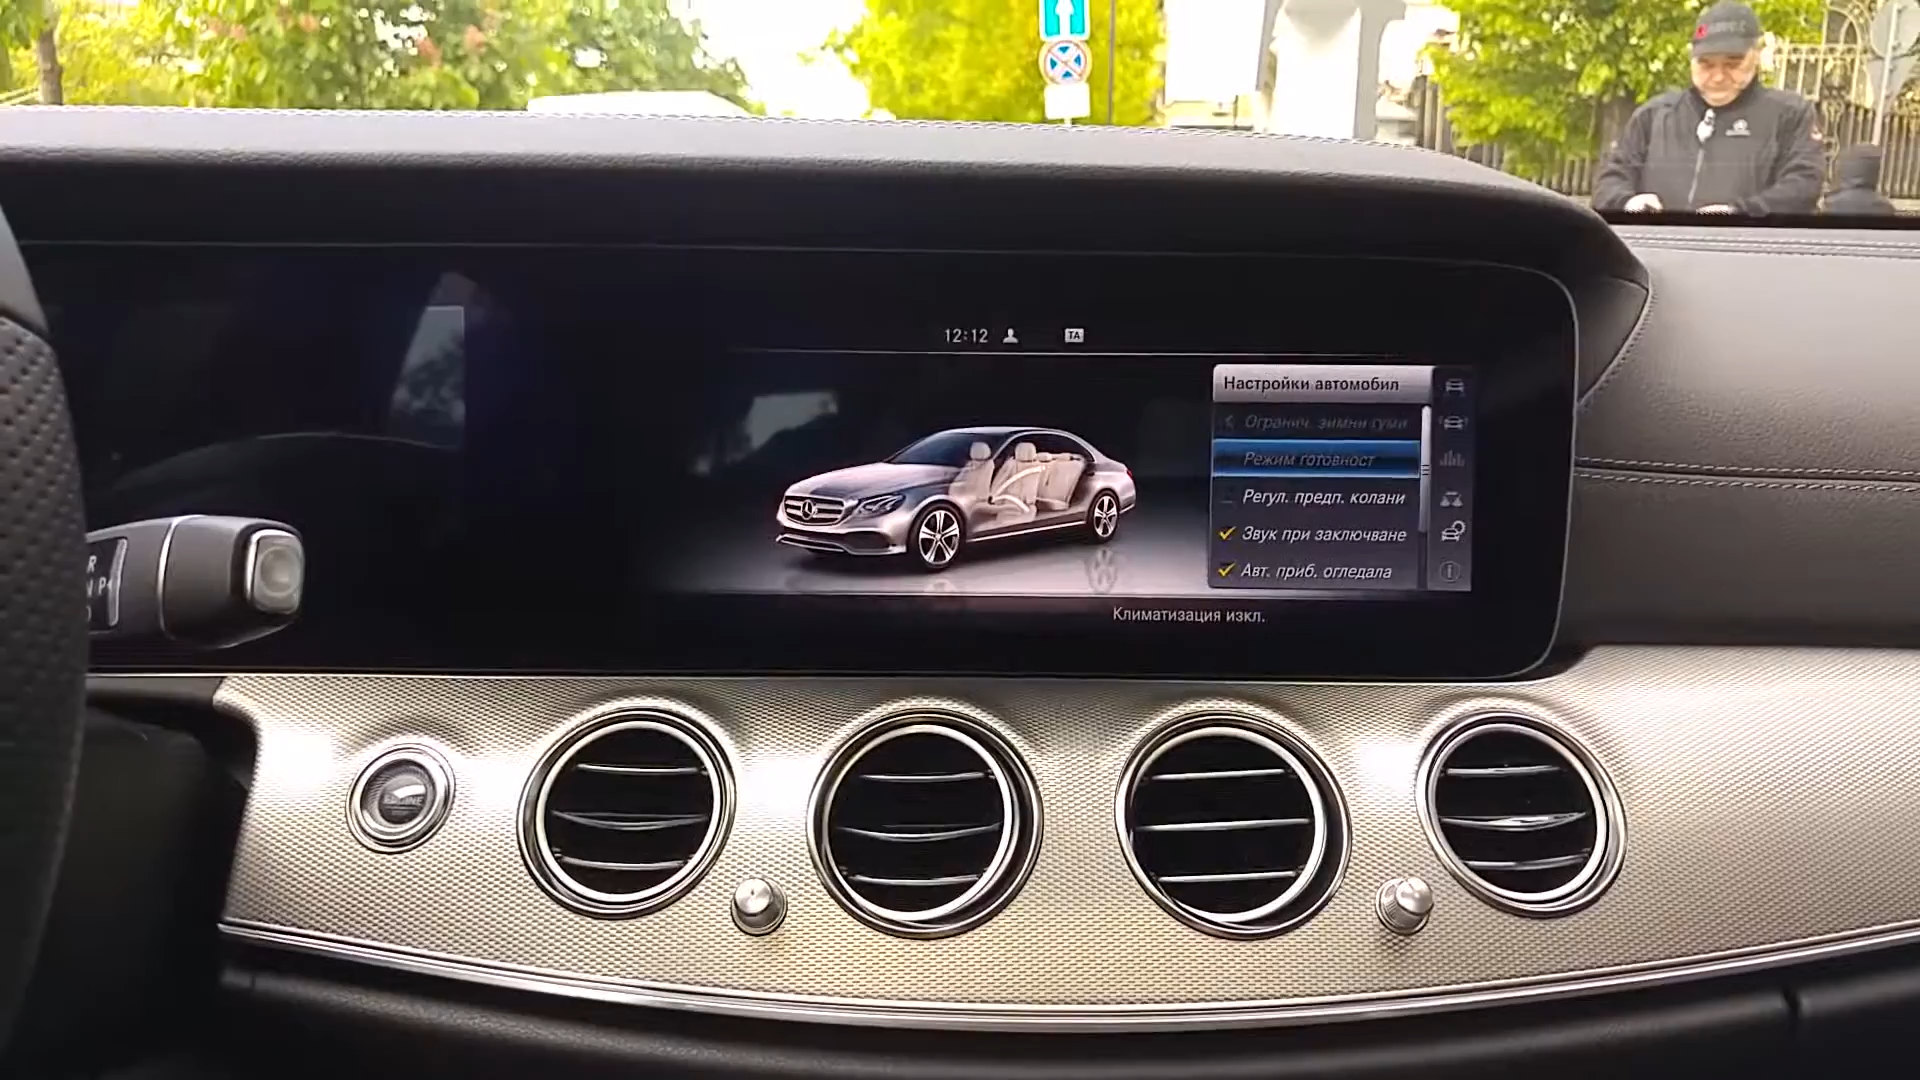 12:12
TA
Настройки автомобил
Огранич. зимни гуми
Режим готовност
Регул. предп. колани
Звук при заключване
Авт. приб. огледала
Климатизация изкл.
R
N P
D
ENGINE